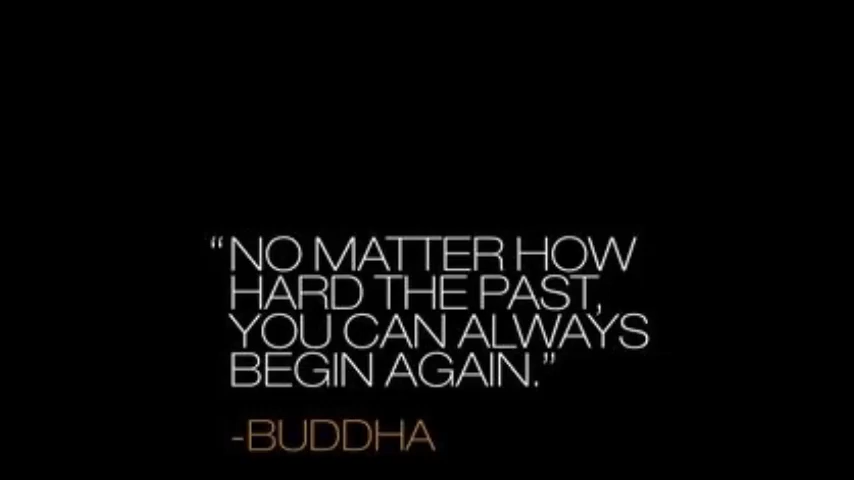 “NO MATTER HOW
HARD THE PAST,
YOU CAN ALWAYS
BEGIN AGAIN.”
-BUDDHA